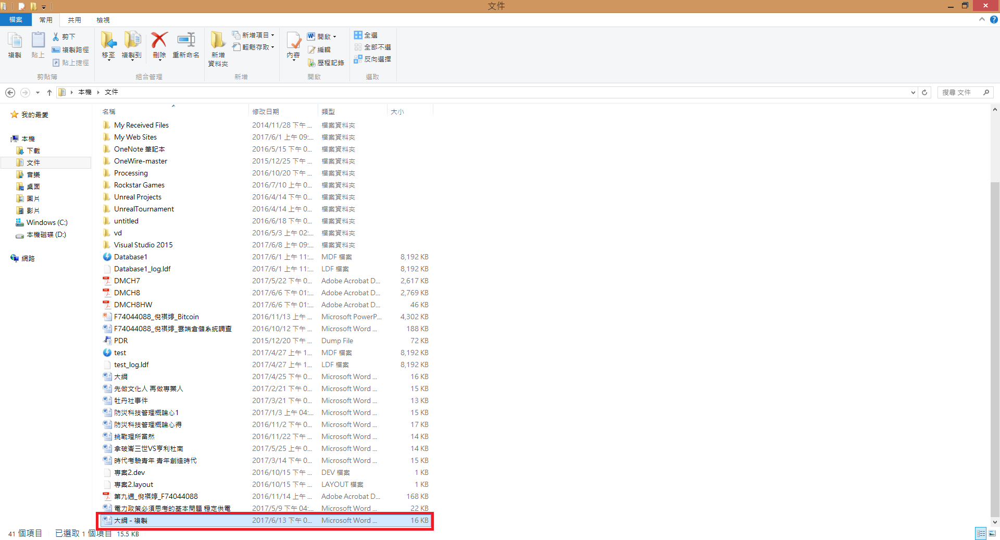 文件
檔案 常用 共用 檢視
複製
貼上
剪下
複製路徑
貼上捷徑
剪貼簿
移至
複製到
刪除
重新命名
組合管理
新增
資料夾
新增項目
輕鬆存取
新增
內容
開啟
編輯
歷程記錄
開啟
全選
全部不選
反向選擇
選取
本機 文件
搜尋 文件
我的最愛
本機
下載
文件
音樂
桌面
圖片
影片
Windows (C:)
本機磁碟 (D:)
網路
名稱 修改日期 類型 大小
My Received Files 2014/11/28 下午 ... 檔案資料夾
My Web Sites 2017/6/1 上午 09:... 檔案資料夾
OneNote 筆記本 2016/5/15 下午 0... 檔案資料夾
OneWire-master 2015/12/25 下午 ... 檔案資料夾
Processing 2016/10/20 下午 ... 檔案資料夾
Rockstar Games 2016/7/10 上午 0... 檔案資料夾
Unreal Projects 2016/4/14 下午 0... 檔案資料夾
UnrealTournament 2016/4/14 上午 0... 檔案資料夾
untitled 2016/6/18 下午 0... 檔案資料夾
vd 2016/5/3 上午 02:... 檔案資料夾
Visual Studio 2015 2017/6/8 上午 09:... 檔案資料夾
Database1 2017/6/1 上午 11:... MDF 檔案 8,192 KB
Database1_log.ldf 2017/6/1 上午 11:... LDF 檔案 8,192 KB
DMCH7 2017/5/22 下午 0... Adobe Acrobat D... 2,617 KB
DMCH8 2017/6/6 下午 01:... Adobe Acrobat D... 2,769 KB
DMCH8HW 2017/6/6 下午 01:... Adobe Acrobat D... 46 KB
F74044088_倪祺婷_Bitcoin 2016/11/13 上午 ... Microsoft PowerP... 4,302 KB
F74044088_倪祺婷_雲端倉儲系統調查 2016/10/12 下午 ... Microsoft Word ... 188 KB
PDR 2015/12/20 下午 ... Dump File 72 KB
test 2017/4/27 上午 1... MDF 檔案 8,192 KB
test_log.ldf 2017/4/27 上午 1... LDF 檔案 8,192 KB
大綱 2017/4/25 下午 0... Microsoft Word ... 16 KB
先做文化人 再做專業人 2017/2/21 下午 0... Microsoft Word ... 15 KB
牡丹社事件 2017/3/21 下午 0... Microsoft Word ... 13 KB
防災科技管理概論心1 2017/1/3 上午 04:... Microsoft Word ... 15 KB
防災科技管理概論心得 2016/11/2 下午 0... Microsoft Word ... 17 KB
挑戰理所當然 2016/11/22 下午 ... Microsoft Word ... 14 KB
拿破崙三世VS亨利杜南 2017/5/25 上午 0... Microsoft Word ... 14 KB
時代考驗青年 青年創造時代 2017/3/14 下午 0... Microsoft Word ... 15 KB
專案2.dev 2016/10/15 下午 ... DEV 檔案 1 KB
專案2.layout 2016/10/15 下午 ... LAYOUT 檔案 1 KB
第九週_倪祺婷_F74044088 2016/11/14 上午 ... Adobe Acrobat D... 168 KB
電力政策必須思考的基本問題 穩定供電 2017/5/9 下午 04:... Microsoft Word ... 22 KB
大綱 - 複製 2017/6/13 下午 0... Microsoft Word ... 16 KB
41 個項目 已選取 1 個項目 15.5 KB